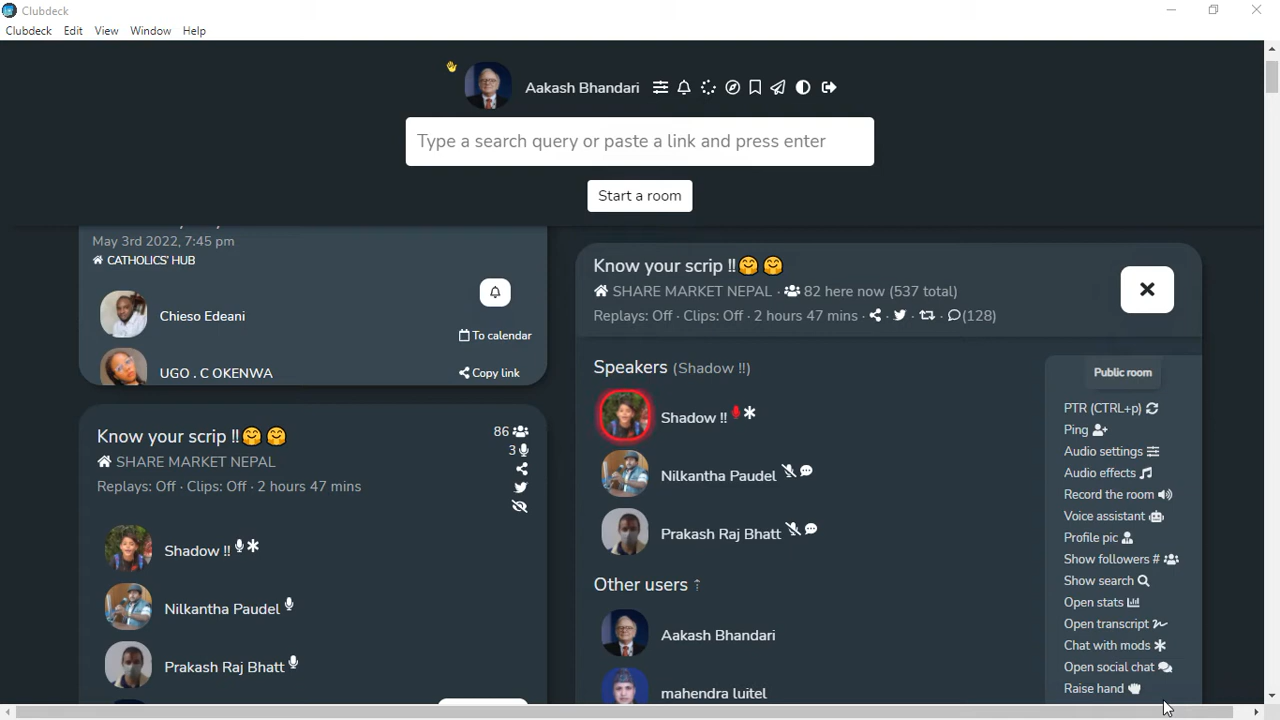 Clubdeck
Clubdeck Edit View Window Help
Aakash Bhandari
Type a search query or paste a link and press enter
Start a room
May 3rd 2022, 7:45 pm
CATHOLICS' HUB
Chieso Edeani
To calendar
UGO . C OKENWA
Copy link
Know your scrip !!🤗 🤗
86
3
SHARE MARKET NEPAL
Replays: Off · Clips: Off · 2 hours 47 mins
Shadow !!
Nilkantha Paudel
Prakash Raj Bhatt
Know your scrip !!🤗 🤗
SHARE MARKET NEPAL · 82 here now (537 total)
Replays: Off · Clips: Off · 2 hours 47 mins · (128)
Speakers (Shadow !!)
Shadow !!
Nilkantha Paudel
Prakash Raj Bhatt
Other users ↑
Aakash Bhandari
mahendra luitel
Public room
PTR (CTRL+p)
Ping
Audio settings
Audio effects
Record the room
Voice assistant
Profile pic
Show followers #
Show search
Open stats
Open transcript
Chat with mods
Open social chat
Raise hand